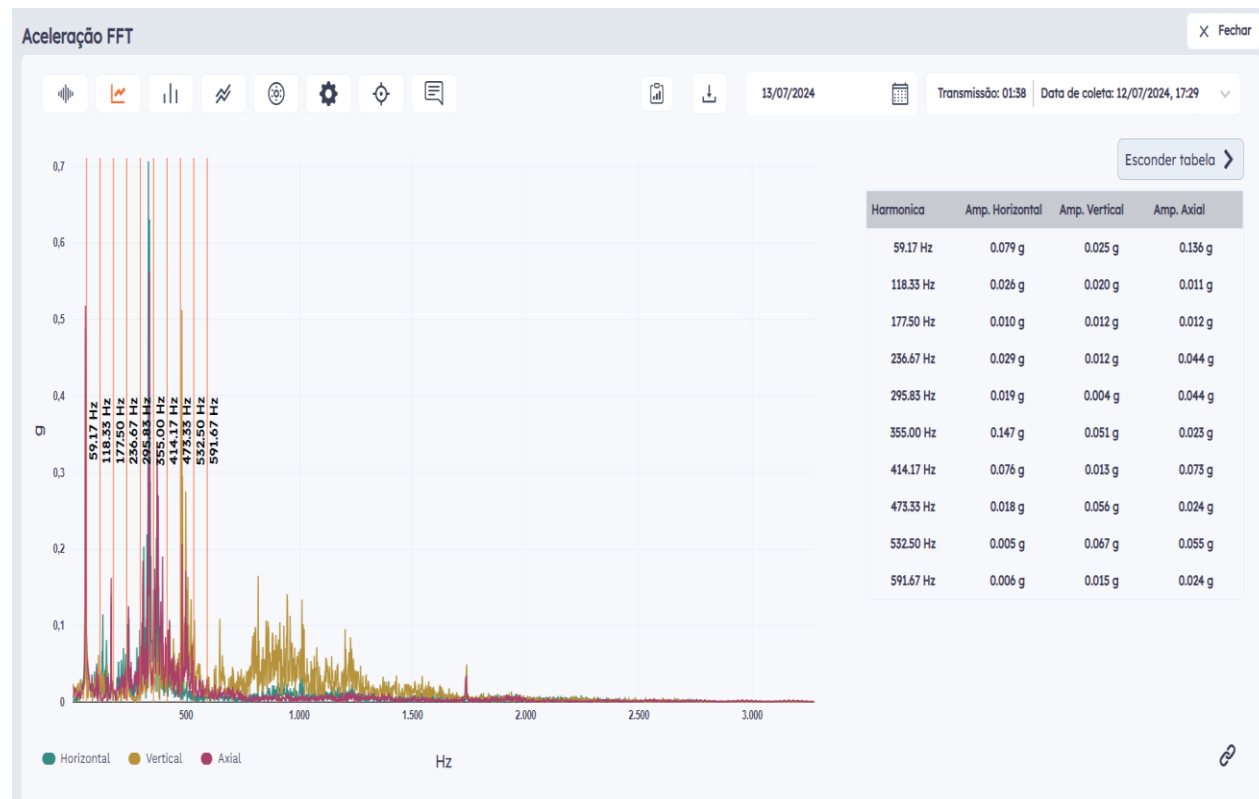 Aceleração FFT
Fechar
13/07/2024
Transmissão: 01:38
Data de coleta: 12/07/2024, 17:29
Esconder tabela
0,7
0,6
0,5
0,4
0,3
0,2
0,1
0
g
59.17 Hz
118.33 Hz
177.50 Hz
236.67 Hz
295.83 Hz
355.00 Hz
414.17 Hz
473.33 Hz
532.50 Hz
591.67 Hz
500
1.000
1.500
2.000
2.500
3.000
Hz
Horizontal
Vertical
Axial
Harmonica Amp. Horizontal Amp. Vertical Amp. Axial
59.17 Hz 0.079 g 0.025 g 0.136 g
118.33 Hz 0.026 g 0.020 g 0.011 g
177.50 Hz 0.010 g 0.012 g 0.012 g
236.67 Hz 0.029 g 0.012 g 0.044 g
295.83 Hz 0.019 g 0.004 g 0.044 g
355.00 Hz 0.147 g 0.051 g 0.023 g
414.17 Hz 0.076 g 0.013 g 0.073 g
473.33 Hz 0.018 g 0.056 g 0.024 g
532.50 Hz 0.005 g 0.067 g 0.055 g
591.67 Hz 0.006 g 0.015 g 0.024 g